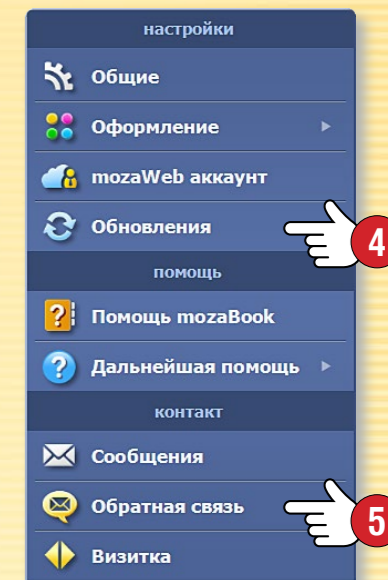 настройки
Общие
Оформление
mozaWeb аккаунт
Обновления
4
помощь
Помощь mozaBook
Дальнейшая помощь
контакт
Сообщения
Обратная связь
5
Визитка